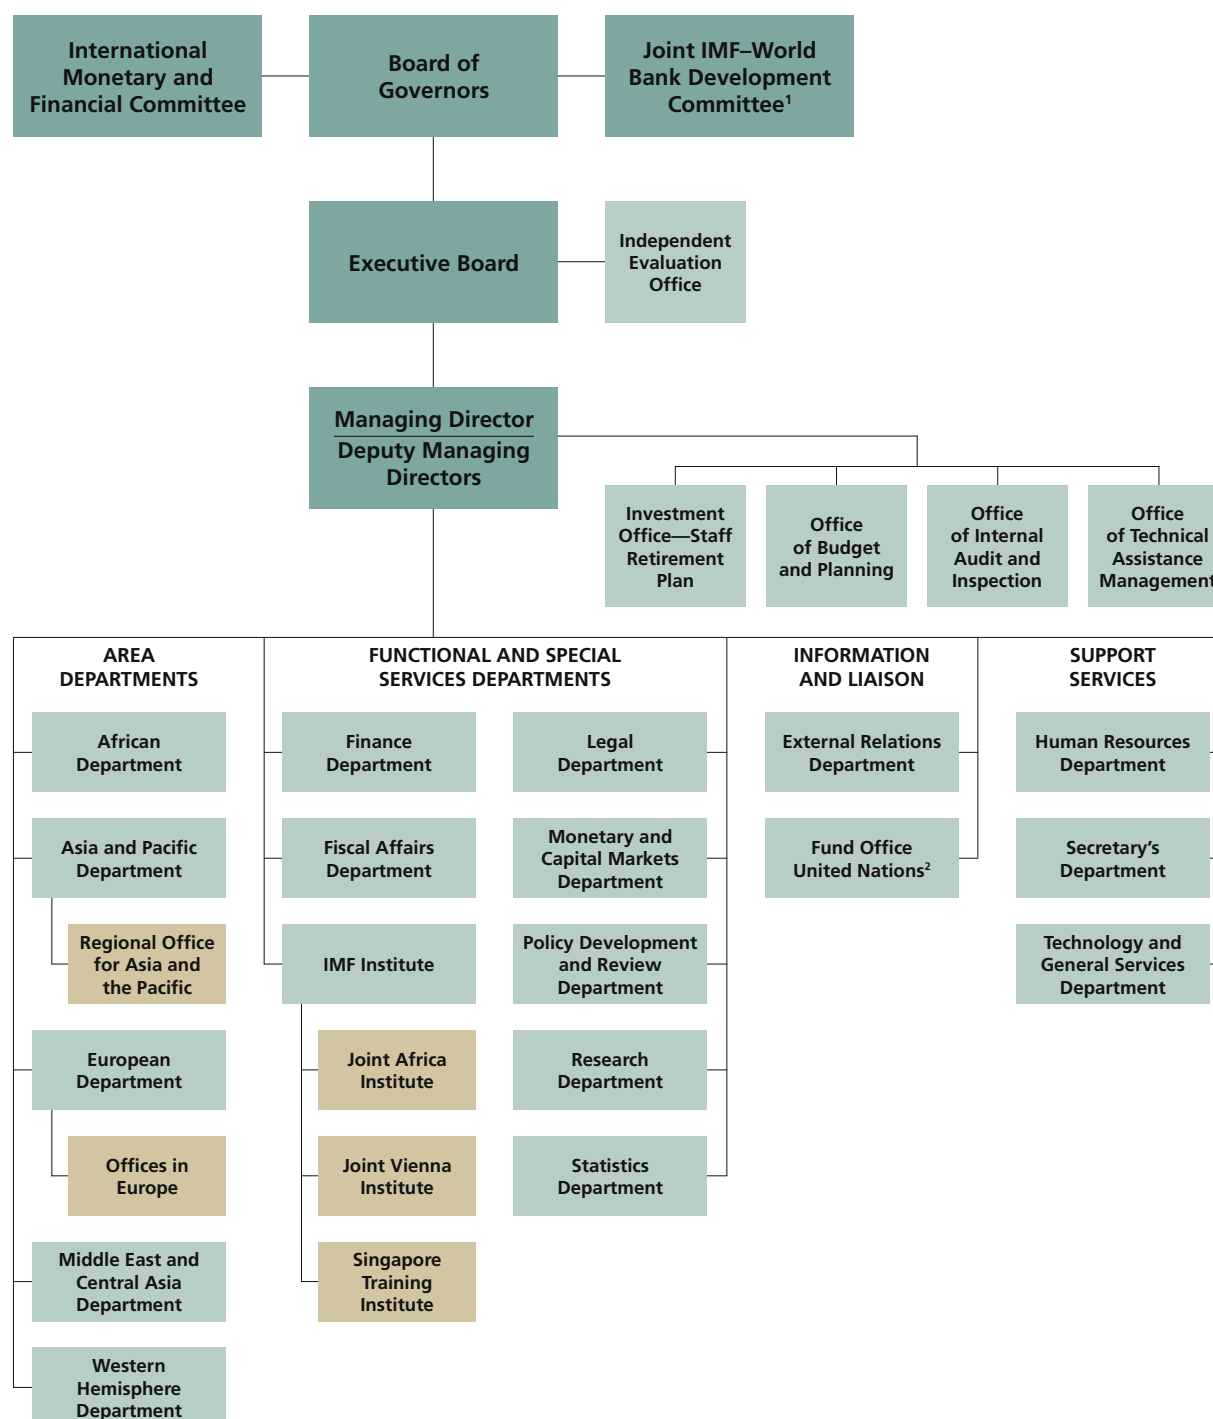 International
Monetary and
Financial Committee
Board of
Governors
Joint IMF–World
Bank Development
Committee¹
Executive Board
Independent
Evaluation
Office
Managing Director
Deputy Managing
Directors
Investment
Office—Staff
Retirement
Plan
Office
of Budget
and Planning
Office
of Internal
Audit and
Inspection
Office
of Technical
Assistance
Management
AREA
DEPARTMENTS
African
Department
Asia and Pacific
Department
Regional Office
for Asia and
the Pacific
European
Department
Offices in
Europe
Middle East and
Central Asia
Department
Western
Hemisphere
Department
FUNCTIONAL AND SPECIAL
SERVICES DEPARTMENTS
Finance
Department
Fiscal Affairs
Department
IMF Institute
Joint Africa
Institute
Joint Vienna
Institute
Singapore
Training
Institute
Legal
Department
Monetary and
Capital Markets
Department
Policy Development
and Review
Department
Research
Department
Statistics
Department
INFORMATION
AND LIAISON
External Relations
Department
Fund Office
United Nations²
SUPPORT
SERVICES
Human Resources
Department
Secretary’s
Department
Technology and
General Services
Department